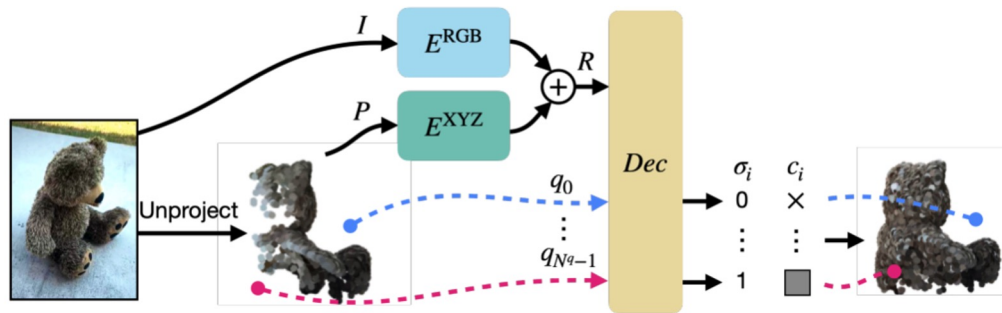 I
E^RGB
R
P
E^XYZ
Unproject
Dec
q_0
⋮
q_{N^q−1}
σ_i c_i
0 ×
⋮ ⋮
1